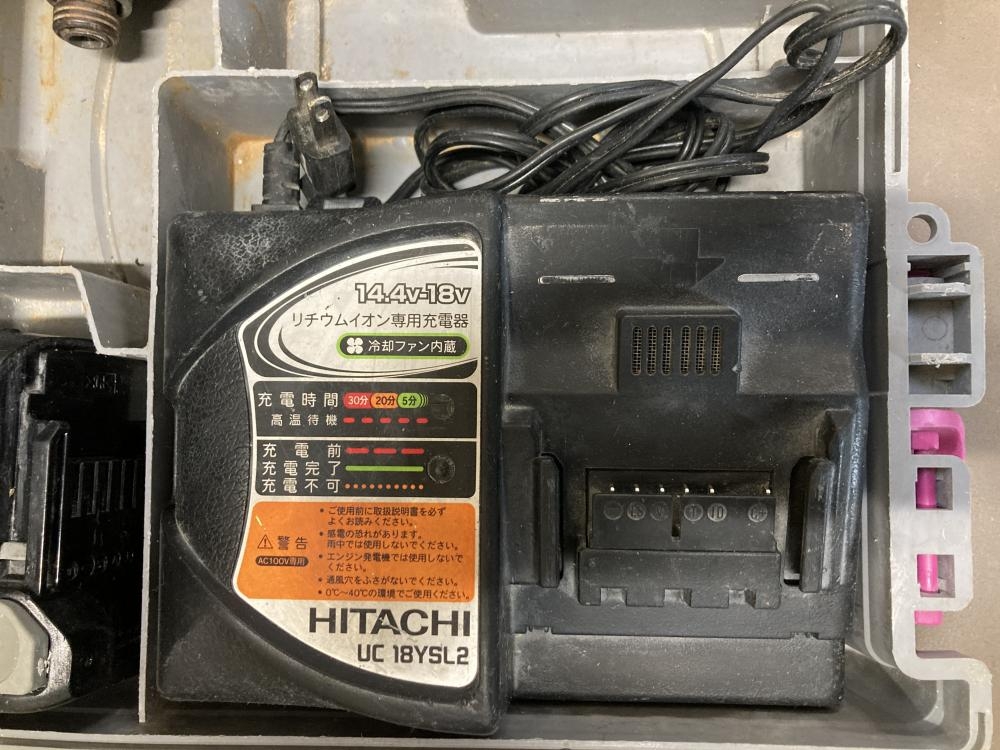 14.4V-18V
リチウムイオン専用充電器
冷却ファン内蔵
充電時間 30分 20分 5分
高温待機
充電前
充電完了
充電不可
警告
AC100V専用
・ご使用前に取扱説明書を必ず
よくお読みください。
・感電の恐れがあります。
雨中では使用しないでください。
・エンジン発電機では使用しないで
ください。
・通風穴をふさがないでください。
・0℃〜40℃の環境でご使用ください。
HITACHI
UC 18YSL2